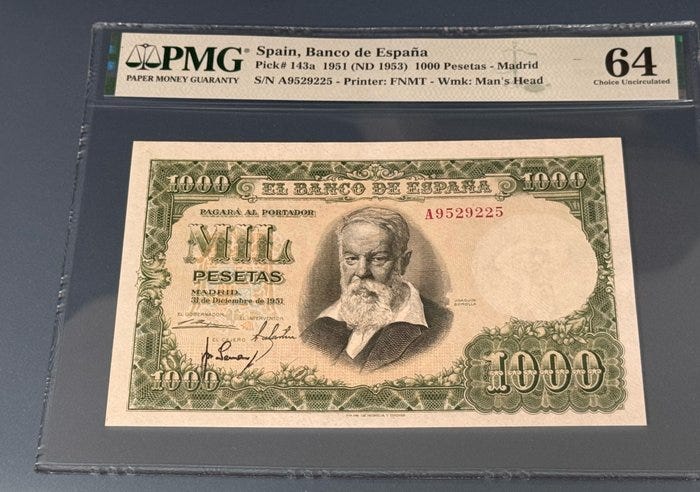 PMG
PAPER MONEY GUARANTY
Spain, Banco de España
Pick# 143a 1951 (ND 1953) 1000 Pesetas - Madrid
S/N A9529225 - Printer: FNMT - Wmk: Man's Head
64
Choice Uncirculated
1000 EL BANCO DE ESPAÑA 1000
PAGARÁ AL PORTADOR
A9529225
MIL
PESETAS
MADRID
31 de Diciembre de 1951
EL GOBERNADOR EL INTERVENTOR
EL CAJERO
JOAQUIN
SOROLLA
1000
1000